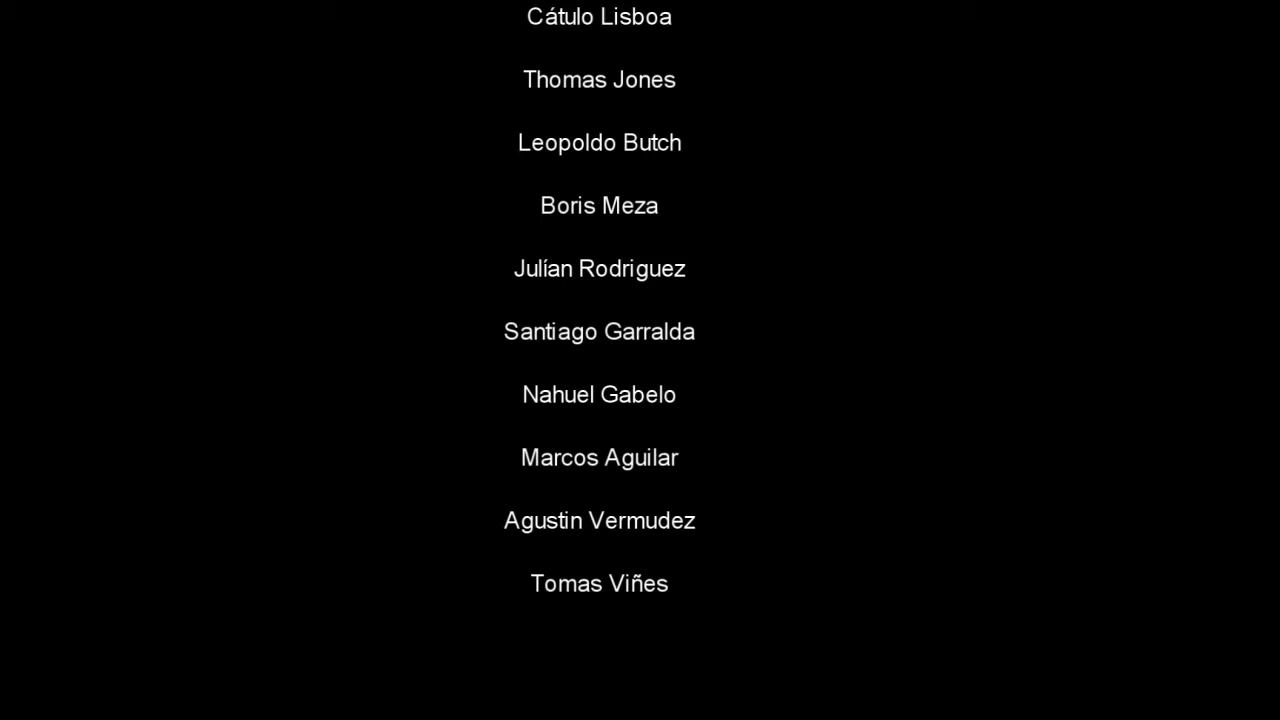 Cátulo Lisboa
Thomas Jones
Leopoldo Butch
Boris Meza
Julían Rodriguez
Santiago Garralda
Nahuel Gabelo
Marcos Aguilar
Agustin Vermudez
Tomas Viñes